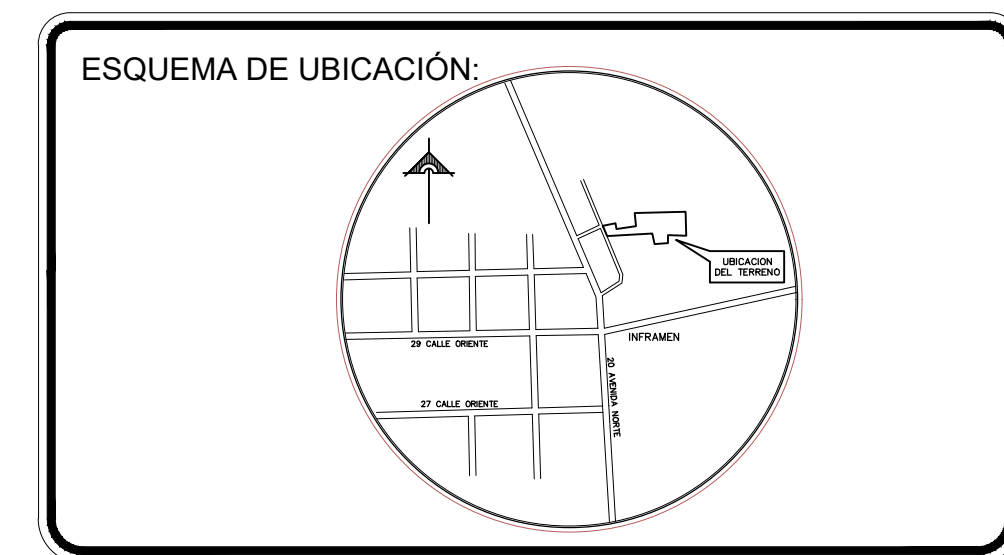 ESQUEMA DE UBICACIÓN:
UBICACION
DEL TERRENO
INFRAMEN
29 CALLE ORIENTE
20 AVENIDA NORTE
27 CALLE ORIENTE